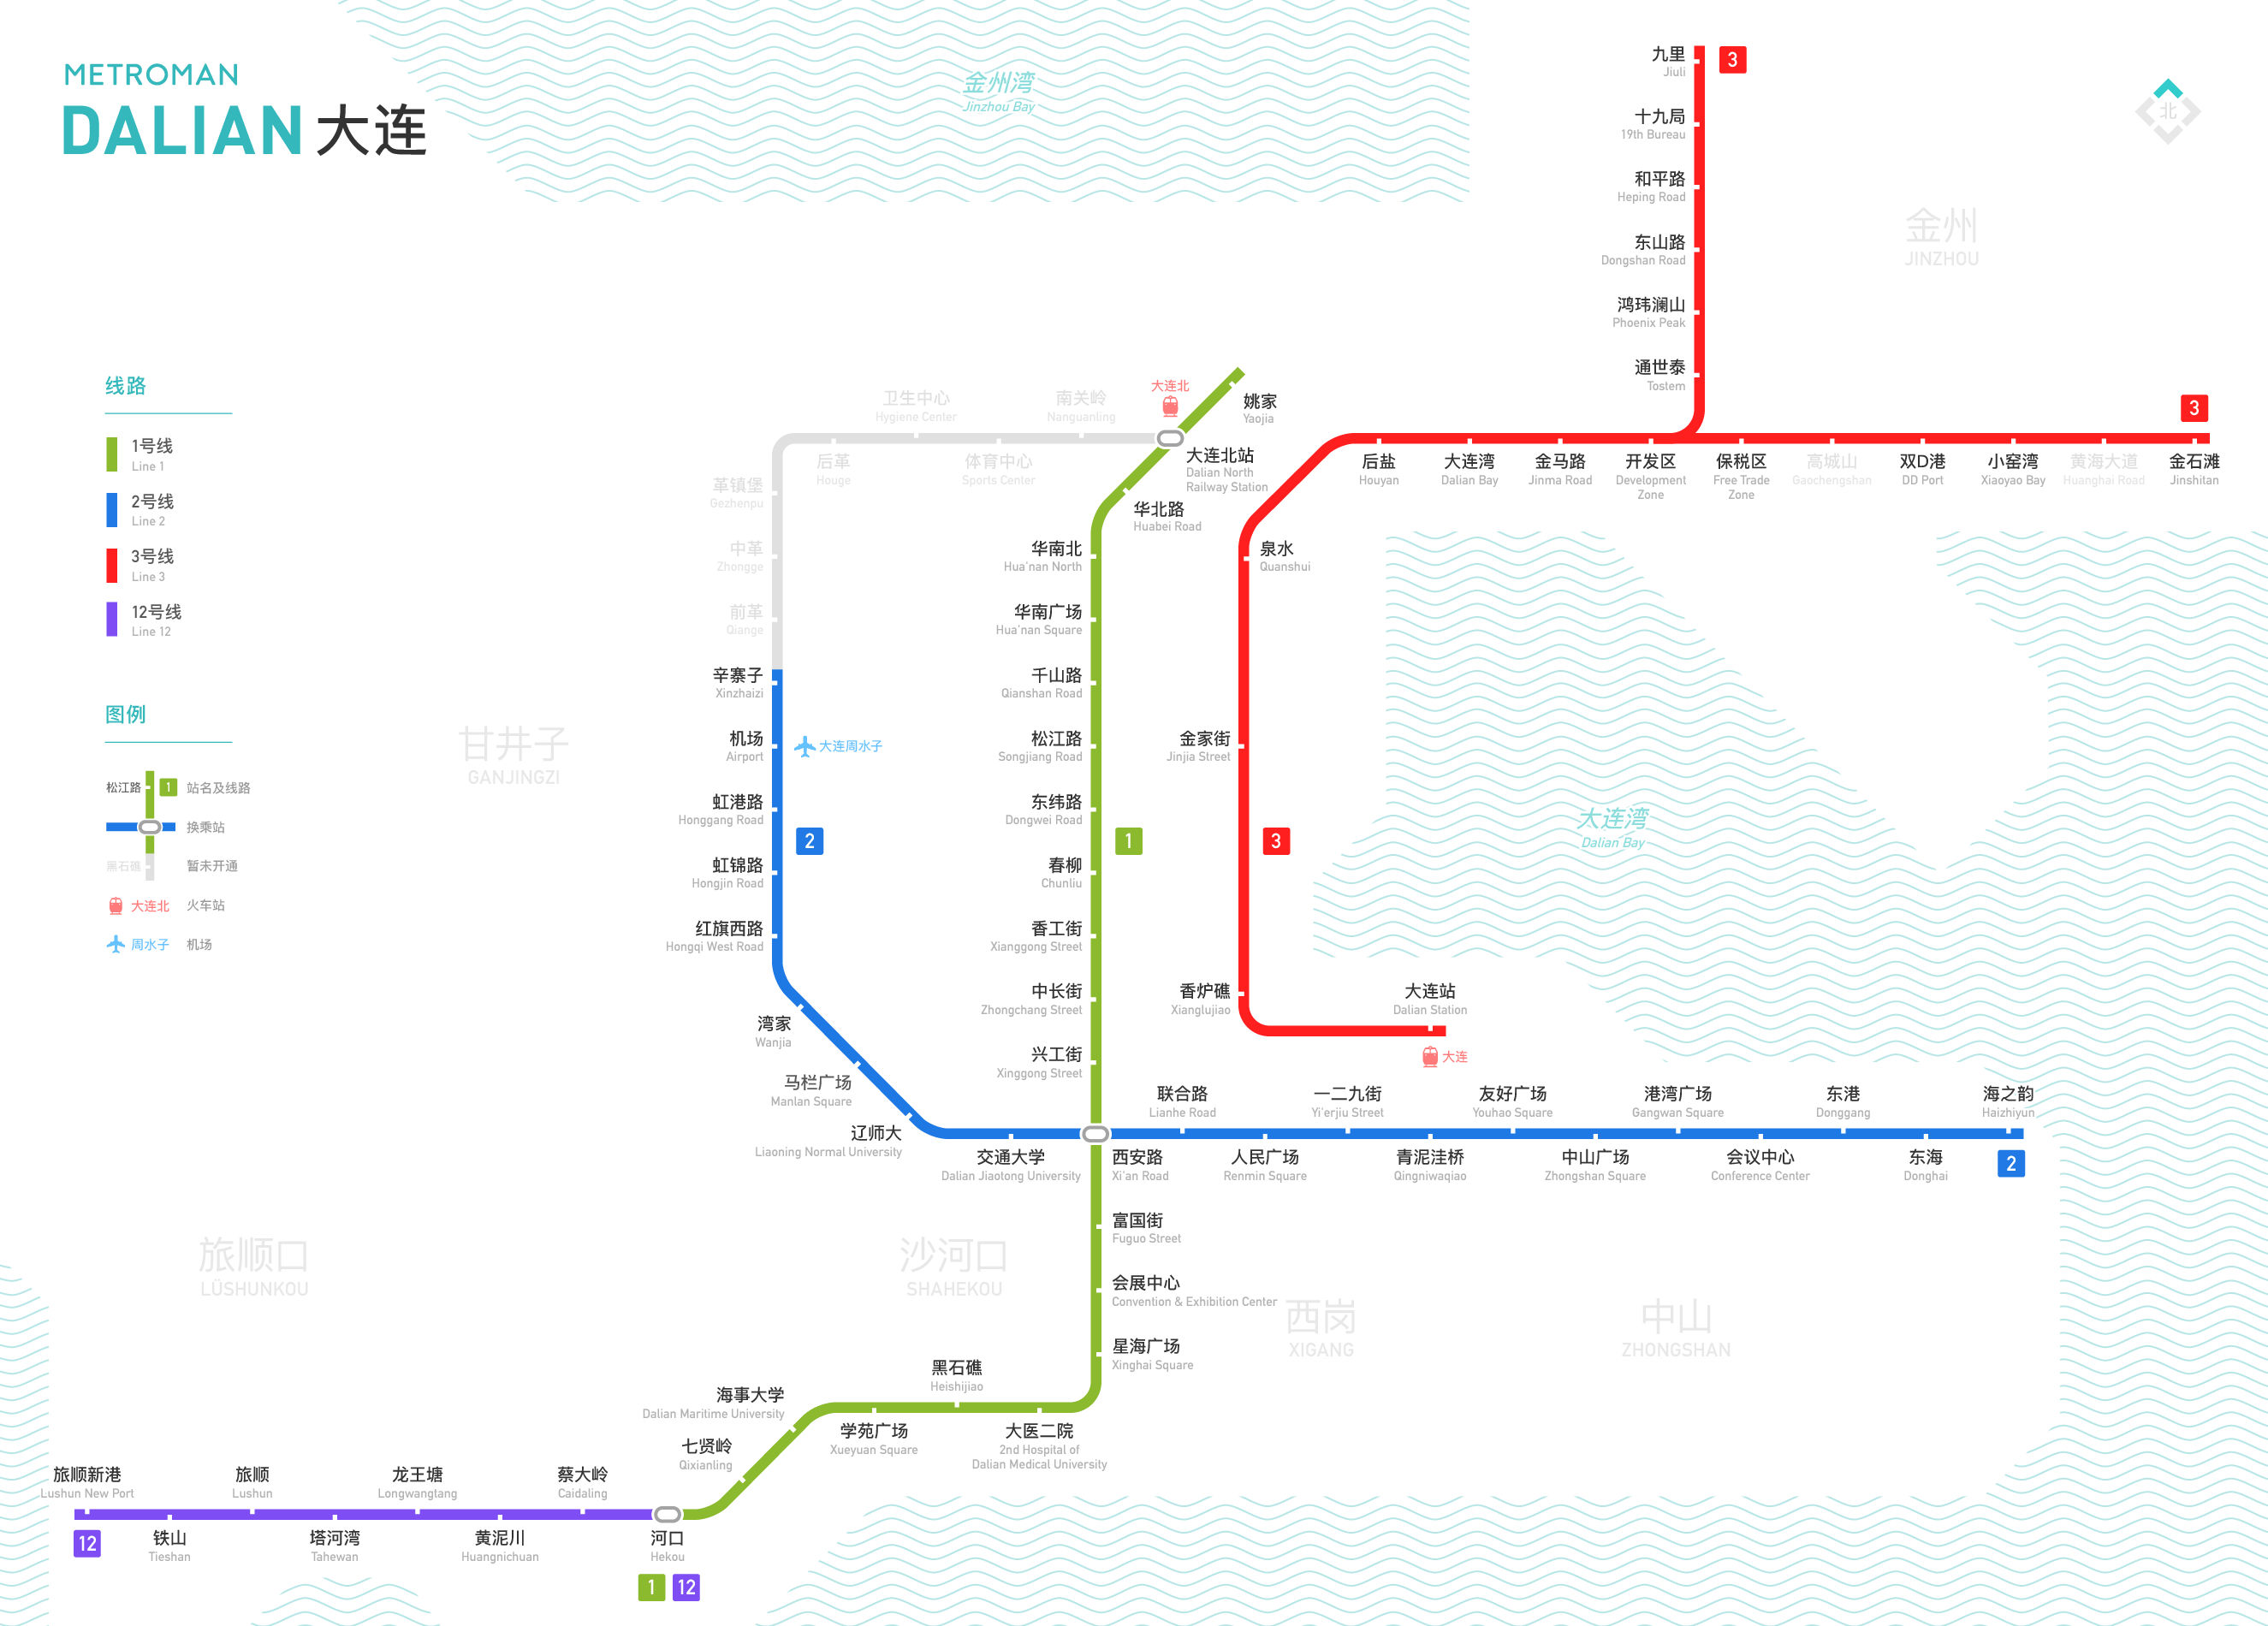 METROMAN
DALIAN 大连
金州湾
Jinzhou Bay
北
金州
JINZHOU
九里
Jiuli
3
十九局
19th Bureau
和平路
Heping Road
东山路
Dongshan Road
鸿玮澜山
Phoenix Peak
通世泰
Tostem
线路
1号线
Line 1
2号线
Line 2
3号线
Line 3
12号线
Line 12
图例
松江路 1 站名及线路
换乘站
黑石礁 暂未开通
大连北 火车站
周水子 机场
卫生中心
Hygiene Center
南关岭
Nanguanling
大连北
姚家
Yaojia
后革
Houge
体育中心
Sports Center
大连北站
Dalian North
Railway Station
革镇堡
Gezhenpu
中革
Zhongge
前革
Qiange
华北路
Huabei Road
3
后盐
Houyan
大连湾
Dalian Bay
金马路
Jinma Road
开发区
Development
Zone
保税区
Free Trade
Zone
高城山
Gaochengshan
双D港
DD Port
小窑湾
Xiaoyao Bay
黄海大道
Huanghai Road
金石滩
Jinshitan
华南北
Hua'nan North
华南广场
Hua'nan Square
千山路
Qianshan Road
松江路
Songjiang Road
东纬路
Dongwei Road
春柳
Chunliu
香工街
Xianggong Street
中长街
Zhongchang Street
兴工街
Xinggong Street
1
泉水
Quanshui
金家街
Jinjia Street
3
香炉礁
Xianglujiao
大连站
Dalian Station
大连
大连湾
Dalian Bay
甘井子
GANJINGZI
辛寨子
Xinzhaizi
机场
Airport
大连周水子
虹港路
Honggang Road
2
虹锦路
Hongjin Road
红旗西路
Hongqi West Road
湾家
Wanjia
马栏广场
Manlan Square
辽师大
Liaoning Normal University
交通大学
Dalian Jiaotong University
西安路
Xi'an Road
联合路
Lianhe Road
人民广场
Renmin Square
一二九街
Yi'erjiu Street
青泥洼桥
Qingniwaqiao
友好广场
Youhao Square
中山广场
Zhongshan Square
港湾广场
Gangwan Square
会议中心
Conference Center
东港
Donggang
东海
Donghai
海之韵
Haizhiyun
2
富国街
Fuguo Street
会展中心
Convention & Exhibition Center
星海广场
Xinghai Square
旅顺口
LÜSHUNKOU
沙河口
SHAHEKOU
西岗
XIGANG
中山
ZHONGSHAN
大医二院
2nd Hospital of
Dalian Medical University
黑石礁
Heishijiao
学苑广场
Xueyuan Square
海事大学
Dalian Maritime University
七贤岭
Qixianling
旅顺新港
Lushun New Port
12
铁山
Tieshan
旅顺
Lushun
塔河湾
Tahewan
龙王塘
Longwangtang
黄泥川
Huangnichuan
蔡大岭
Caidaling
河口
Hekou
1 12